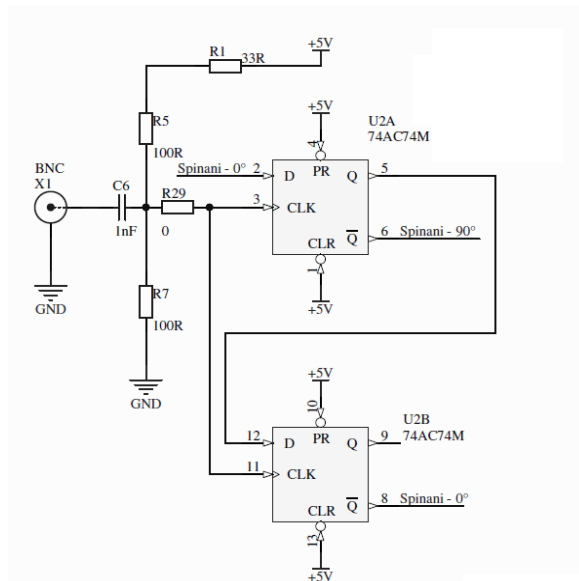 R1
33R
+5V
R5
100R
+5V
U2A
74AC74M
4
Spinani - 0°
2
D
PR
Q
5
BNC
X1
C6
1nF
R29
0
3
CLK
CLR
Q
6
Spinani - 90°
1
+5V
GND
R7
100R
GND
+5V
10
U2B
74AC74M
12
D
PR
Q
9
11
CLK
CLR
Q
8
Spinani - 0°
13
+5V